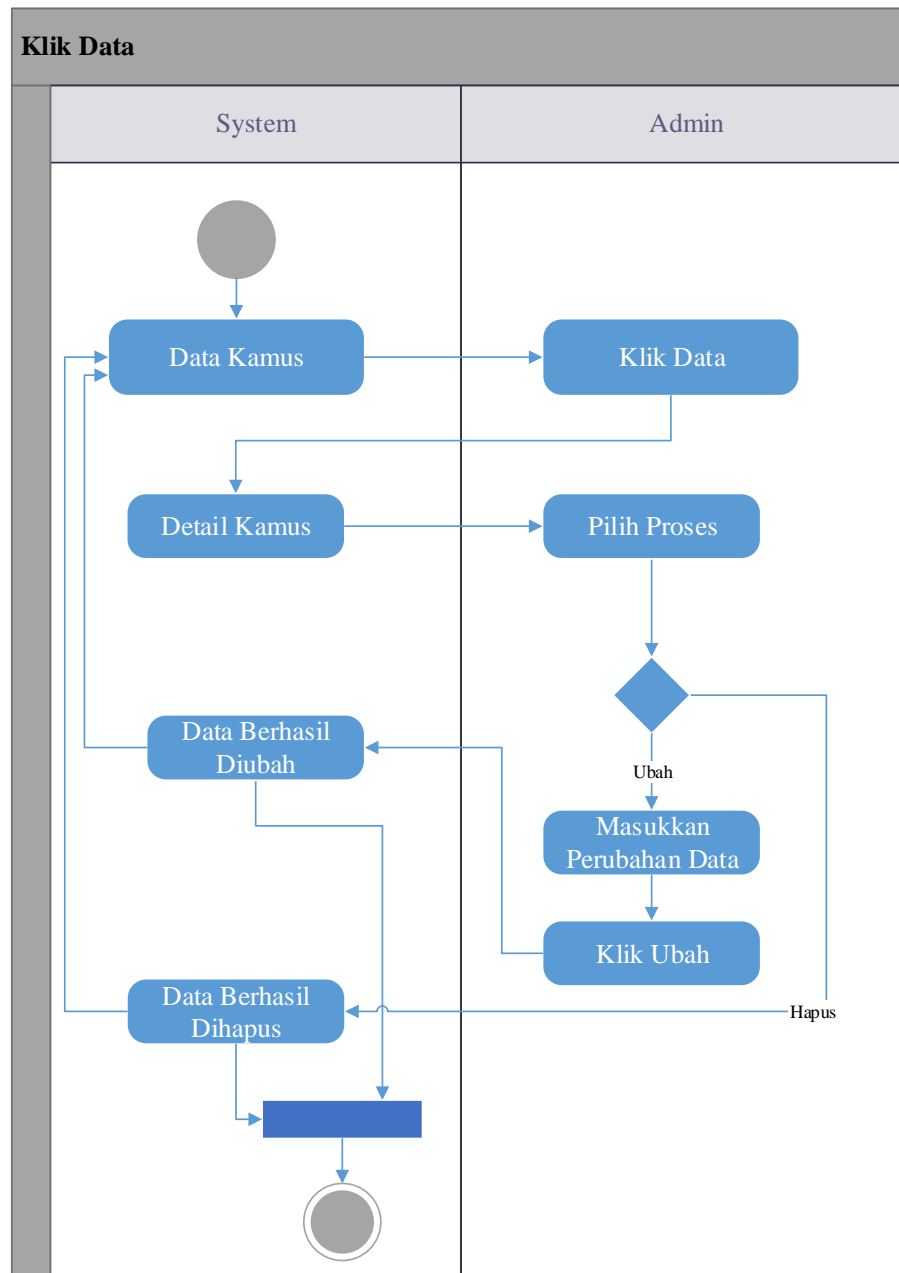 Klik Data
System
Admin
Data Kamus
Klik Data
Detail Kamus
Pilih Proses
Data Berhasil
Diubah
Ubah
Masukkan
Perubahan Data
Klik Ubah
Data Berhasil
Dihapus
Hapus